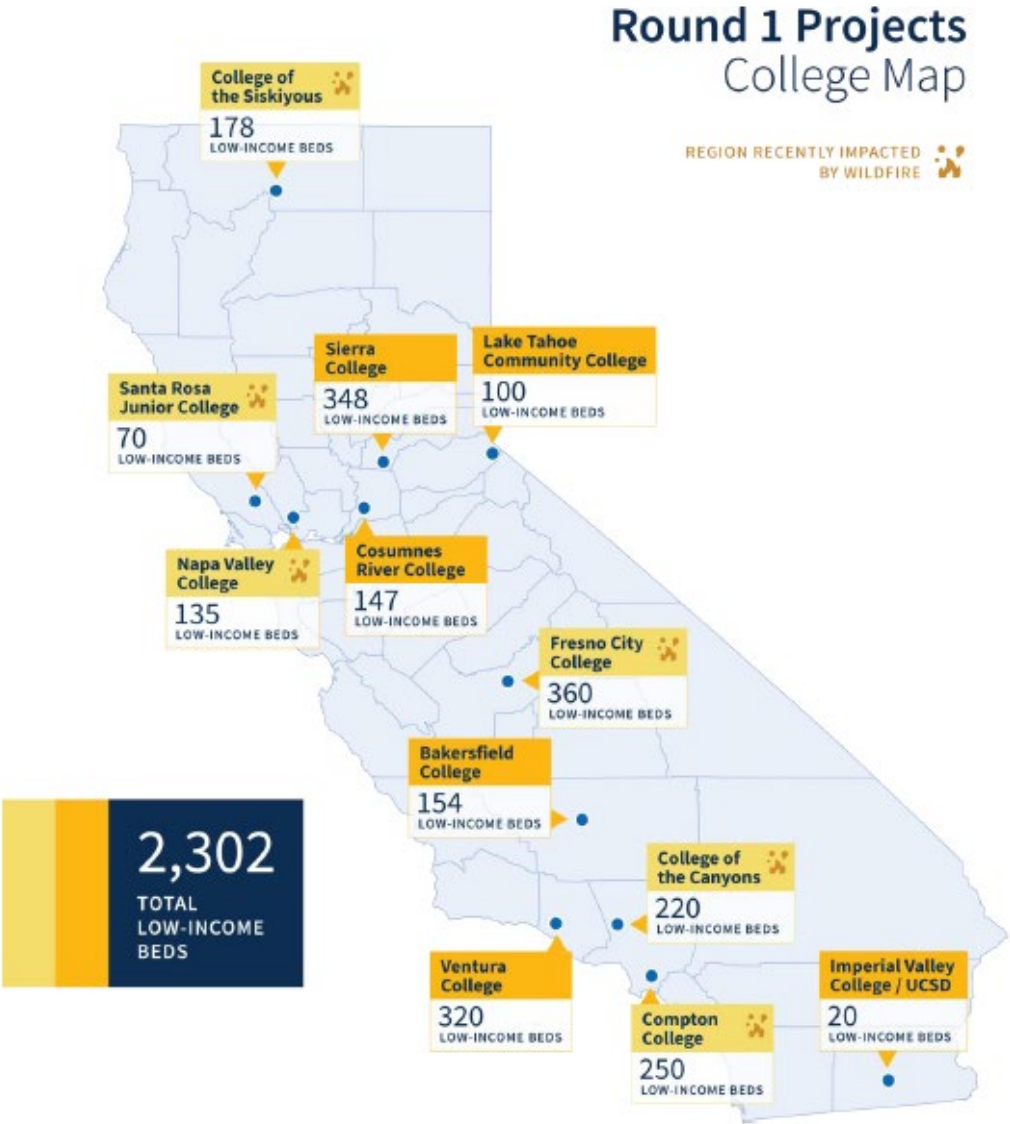 Round 1 Projects
College Map
REGION RECENTLY IMPACTED
BY WILDFIRE
College of
the Siskiyous
178
LOW-INCOME BEDS
Sierra
College
348
LOW-INCOME BEDS
Lake Tahoe
Community College
100
LOW-INCOME BEDS
Santa Rosa
Junior College
70
LOW-INCOME BEDS
Napa Valley
College
135
LOW-INCOME BEDS
Cosumnes
River College
147
LOW-INCOME BEDS
Fresno City
College
360
LOW-INCOME BEDS
Bakersfield
College
154
LOW-INCOME BEDS
2,302
TOTAL
LOW-INCOME
BEDS
College of
the Canyons
220
LOW-INCOME BEDS
Ventura
College
320
LOW-INCOME BEDS
Compton
College
250
LOW-INCOME BEDS
Imperial Valley
College / UCSD
20
LOW-INCOME BEDS